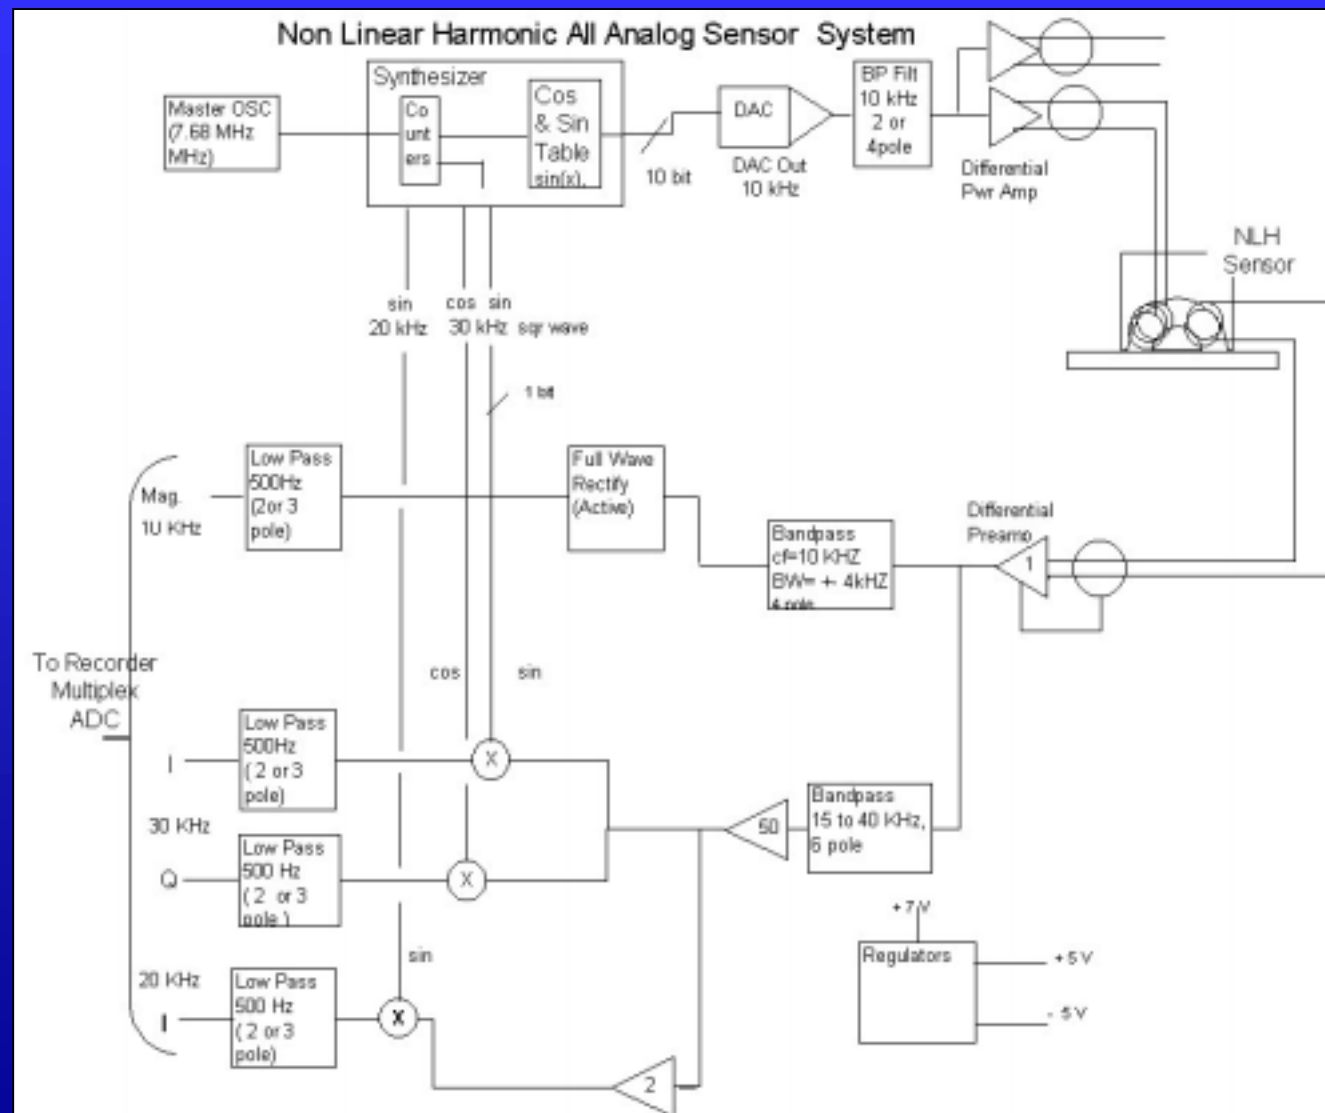 Non Linear Harmonic All Analog Sensor System
Synthesizer
Master OSC
(7.68 MHz
MHz)
Co
unt
ers
Cos
& Sin
Table
sin(x),
10 bit
DAC
DAC Out
10 kHz
BP Filt
10 kHz
2 or
4pole
Differential
Pwr Amp
NLH
Sensor
sin
20 kHz
cos sin
30 kHz sqr wave
1 bit
Mag.
10 KHz
Low Pass
500Hz
(2or 3
pole)
Full Wave
Rectify
(Active)
Bandpass
cf=10 KHZ
BW= +- 4kHZ
4 pole
Differential
Preamp
1
To Recorder
Multiplex
ADC
cos
sin
I
Low Pass
500Hz
( 2 or 3
pole)
X
30 KHz
Q
Low Pass
500 Hz
( 2 or 3
pole )
X
50
Bandpass
15 to 40 KHz,
6 pole
20 KHz
I
Low Pass
500 Hz
( 2 or 3
pole)
sin
X
2
+7 V
Regulators
+5 V
- 5 V